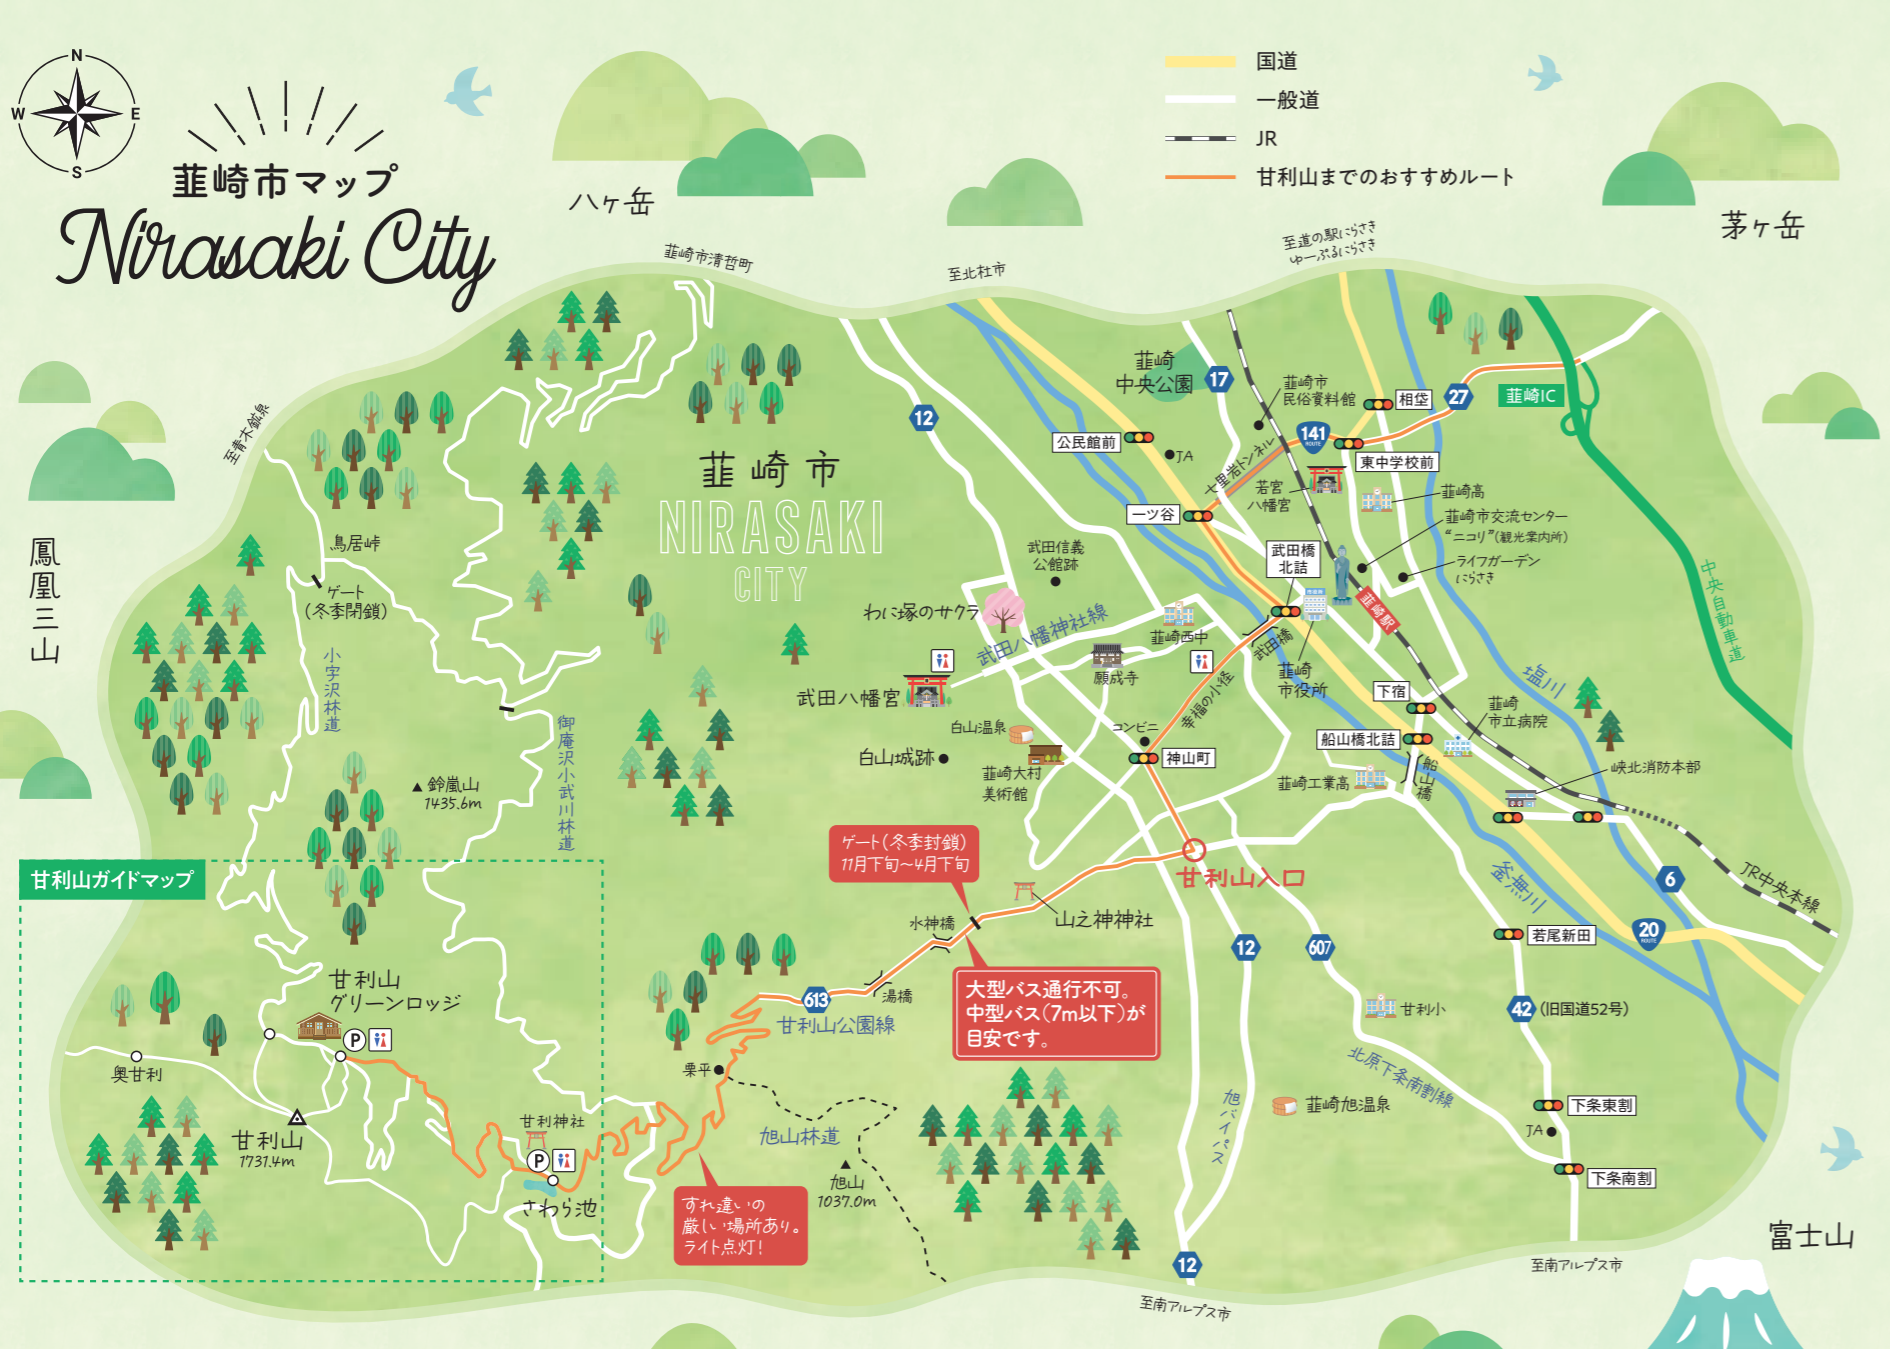 N
W
E
S
韮崎市マップ
Nirasaki City
国道
一般道
JR
甘利山までのおすすめルート
八ヶ岳
茅ヶ岳
鳳凰三山
富士山
韮崎市清哲町
至北杜市
至道の駅にらさき
ゆーぷるにらさき
至青木鉱泉
韮崎
中央公園
17
韮崎市
民俗資料館
相垈
27
韮崎IC
12
公民館前
JA
141
ROUTE
東中学校前
七里岩トンネル
若宮
八幡宮
韮崎高
一ツ谷
韮崎市交流センター
“ニコリ”(観光案内所)
ライフガーデン
にらさき
武田橋
北詰
韮崎駅
中央自動車道
韮崎市
NIRASAKI
CITY
鳥居峠
ゲート
(冬季閉鎖)
小字沢林道
御庵沢小武川林道
鈴嵐山
1435.6m
武田信義
公館跡
わに塚のサクラ
武田八幡神社線
韮崎西中
武田橋
韮崎
市役所
願成寺
幸福の小径
武田八幡宮
白山温泉
コンビニ
白山城跡
韮崎大村
美術館
神山町
下宿
船山橋北詰
船山橋
韮崎
市立病院
塩川
韮崎工業高
峡北消防本部
釜無川
6
JR中央本線
20
ROUTE
甘利山ガイドマップ
ゲート(冬季封鎖)
11月下旬〜4月下旬
甘利山入口
山之神神社
水神橋
湯橋
613
甘利山公園線
大型バス通行不可。
中型バス(7m以下)が
目安です。
12
607
若尾新田
42
(旧国道52号)
甘利小
北原下条南割線
韮崎旭温泉
旭バイパス
下条東割
JA
下条南割
12
至南アルプス市
至南アルプス市
甘利山
グリーンロッジ
P
奥甘利
甘利山
1731.4m
甘利神社
P
さわら池
栗平
旭山林道
旭山
1037.0m
すれ違いの
厳しい場所あり。
ライト点灯!